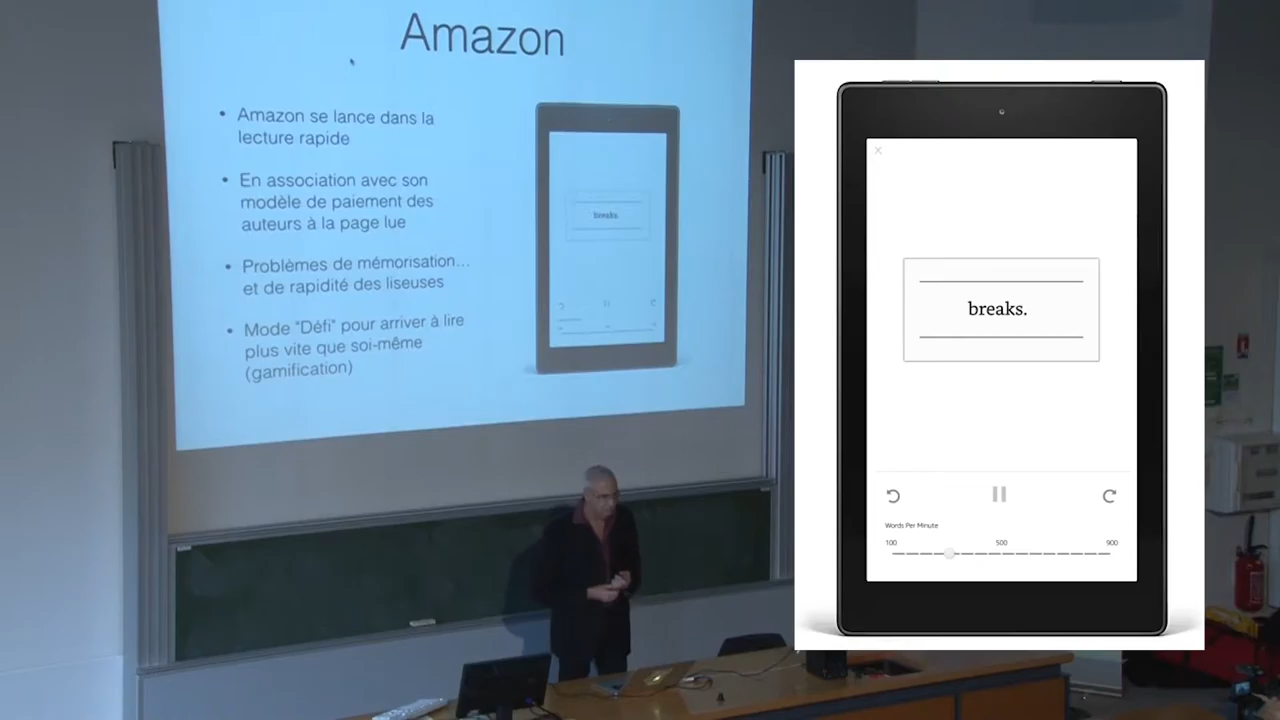 Amazon
• Amazon se lance dans la
lecture rapide
• En association avec son
modèle de paiement des
auteurs à la page lue
• Problèmes de mémorisation...
et de rapidité des liseuses
• Mode "Défi" pour arriver à lire
plus vite que soi-même
(gamification)
breaks.
breaks.
Words Per Minute
100 500 900